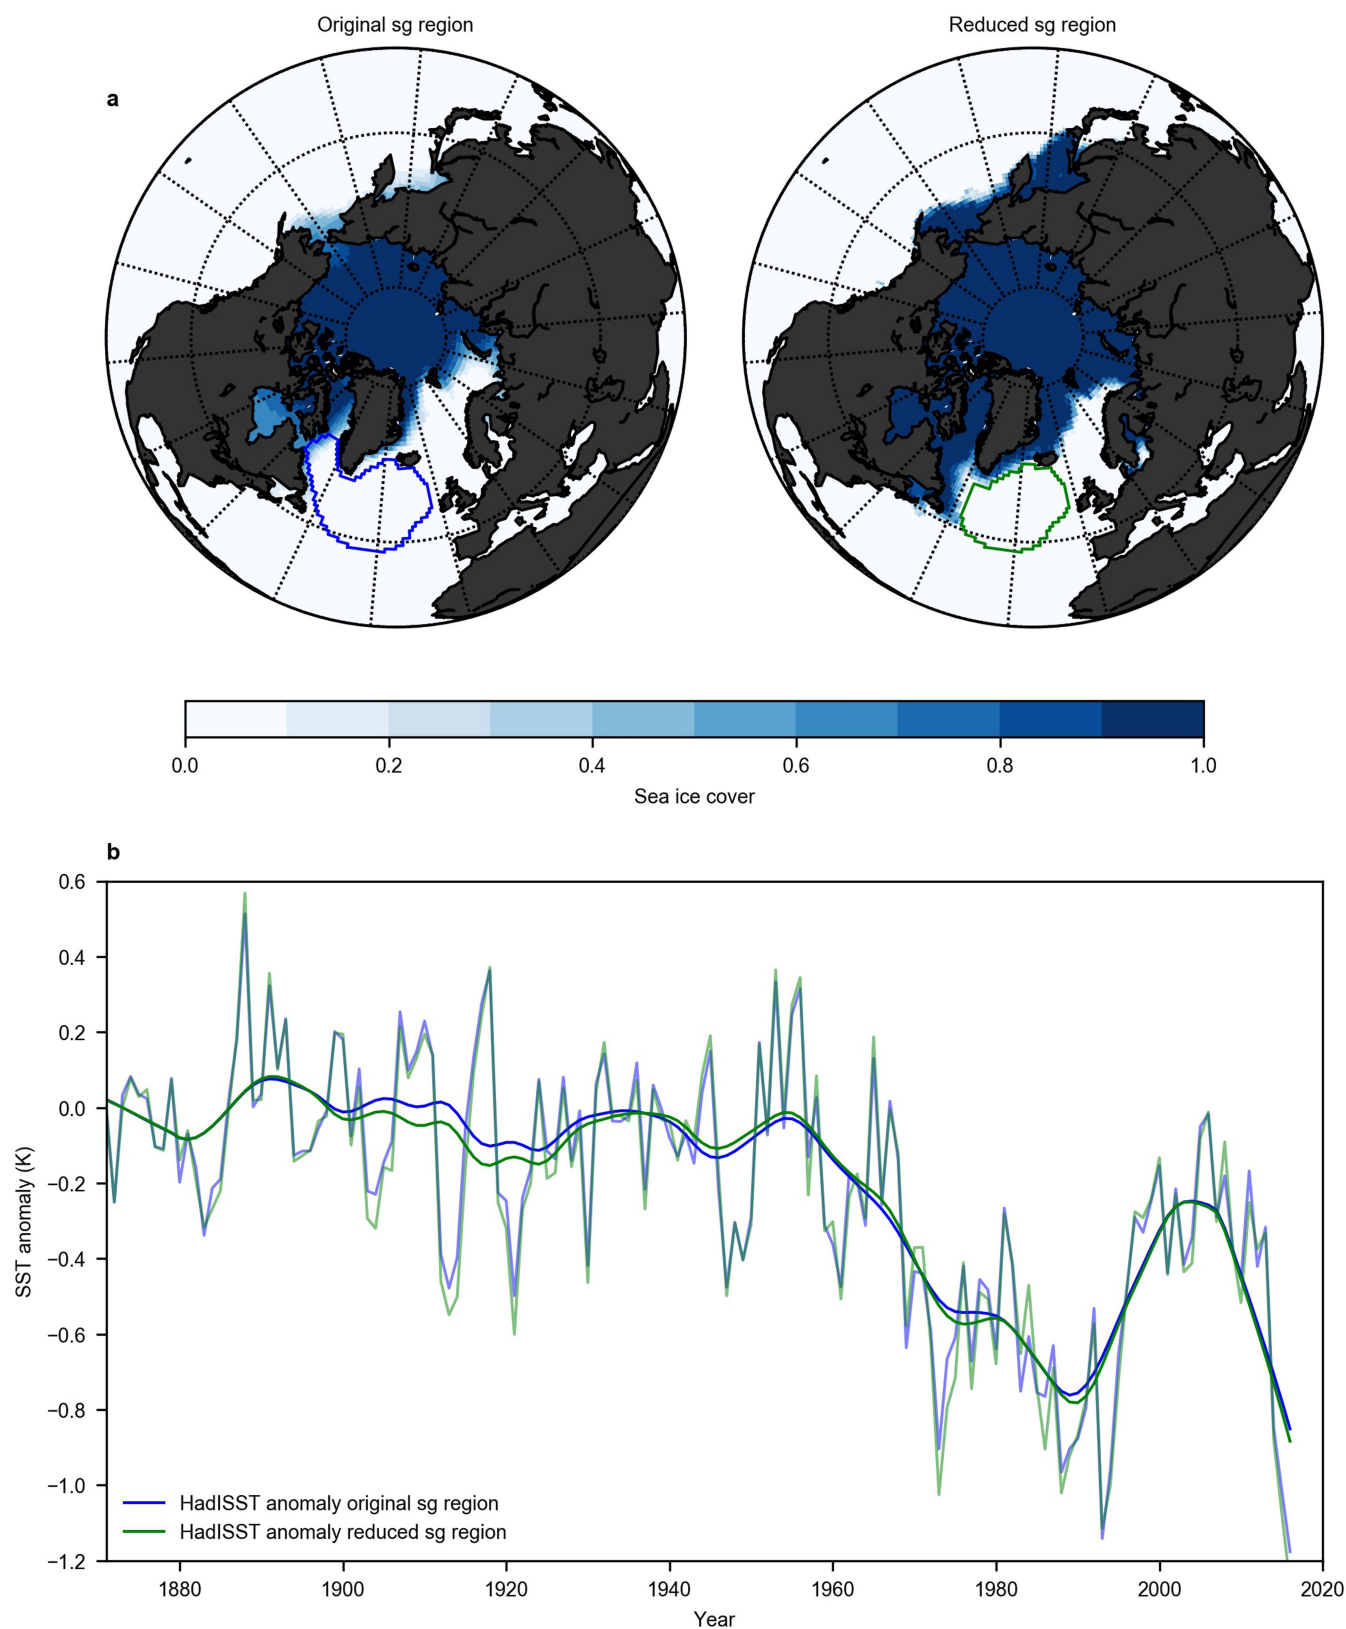 Original sg region
Reduced sg region
a
0.0 0.2 0.4 0.6 0.8 1.0
Sea ice cover
b
0.6
0.4
0.2
0.0
−0.2
−0.4
−0.6
−0.8
−1.0
−1.2
SST anomaly (K)
HadISST anomaly original sg region
HadISST anomaly reduced sg region
1880 1900 1920 1940 1960 1980 2000 2020
Year